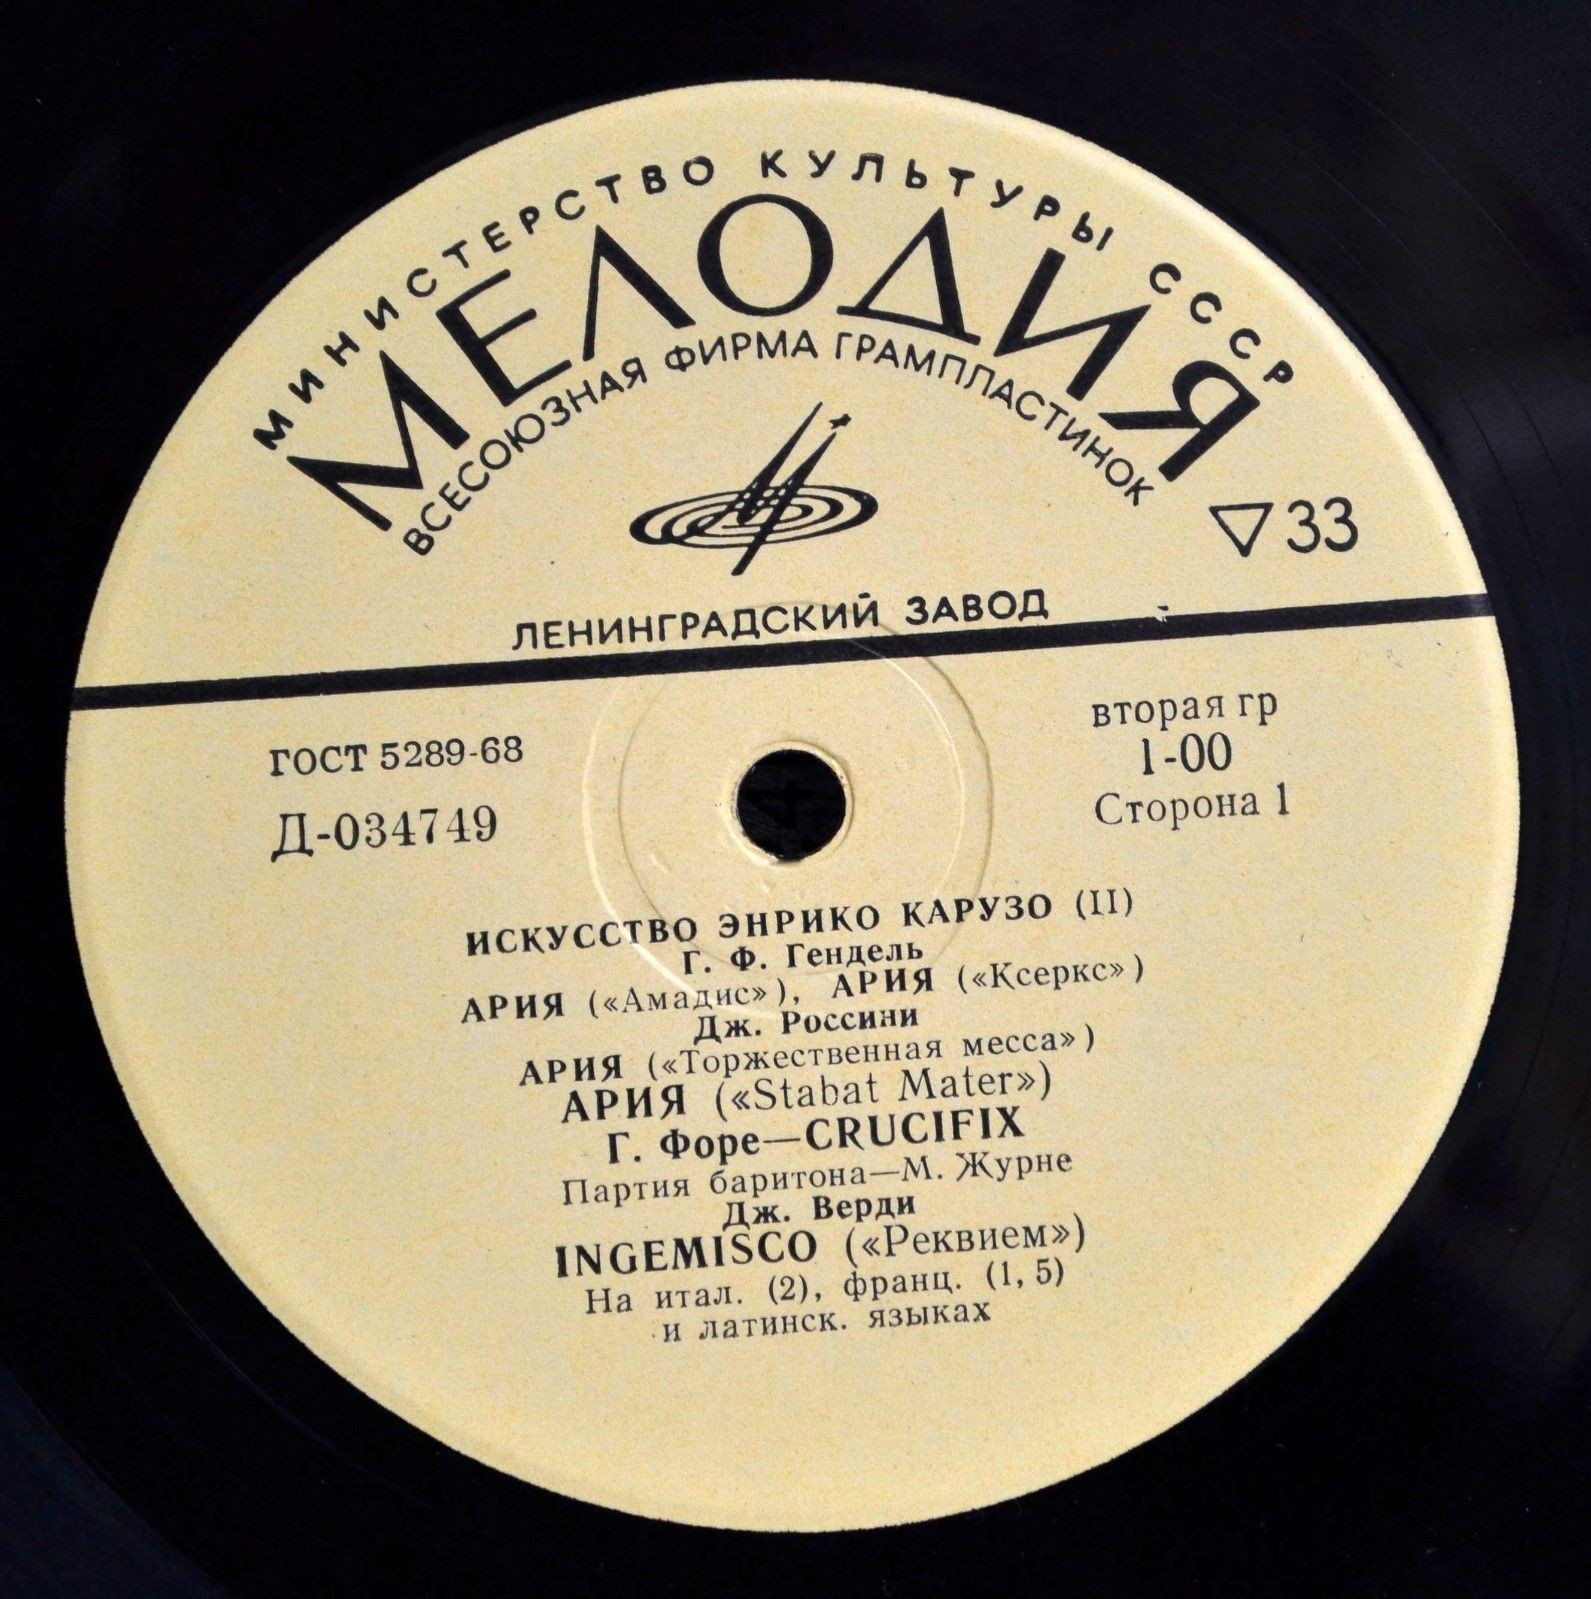 МИНИСТЕРСТВО КУЛЬТУРЫ СССР
МЕЛОДИЯ
ВСЕСОЮЗНАЯ ФИРМА ГРАМПЛАСТИНОК
▽33
ЛЕНИНГРАДСКИЙ ЗАВОД
ГОСТ 5289-68
Д-034749
вторая гр
1-00
Сторона 1
ИСКУССТВО ЭНРИКО КАРУЗО (II)
Г. Ф. Гендель
АРИЯ («Амадис»), АРИЯ («Ксеркс»)
Дж. Россини
АРИЯ («Торжественная месса»)
АРИЯ («Stabat Mater»)
Г. Форе—CRUCIFIX
Партия баритона—М. Журне
Дж. Верди
INGEMISCO («Реквием»)
На итал. (2), франц. (1, 5)
и латинск. языках